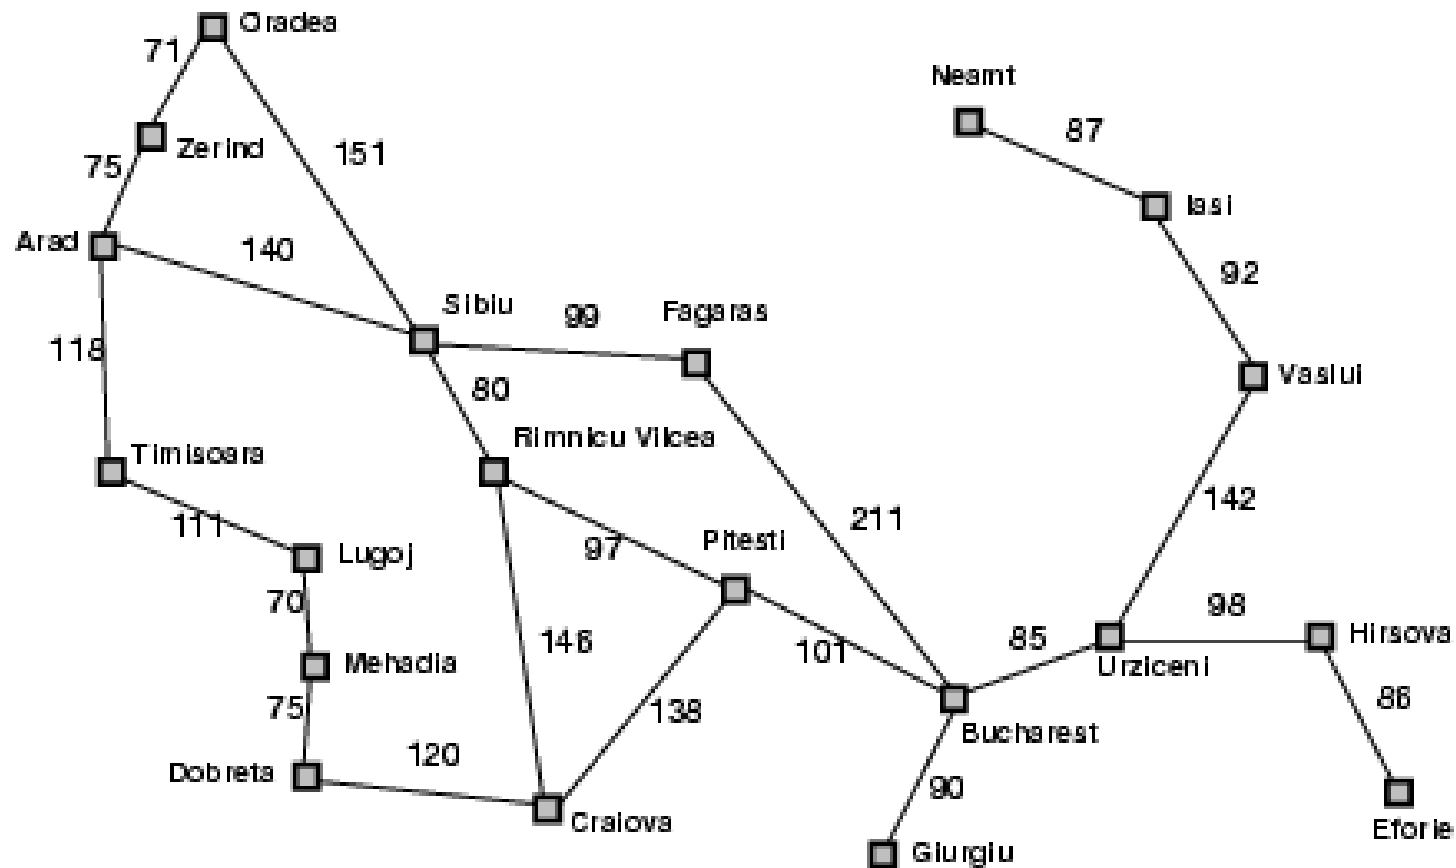 Oradea
71
Neamt
87
Zerind
151
75
Iasi
Arad
140
92
Sibiu
99
Fagaras
118
Vaslui
80
Rimnicu Vilcea
Timisoara
142
111
211
97
Pitesti
Lugoj
70
98
146
85
Hirsova
101
Mehadia
Urziceni
75
138
86
Bucharest
120
Dobreta
90
Craiova
Eforie
Giurgiu